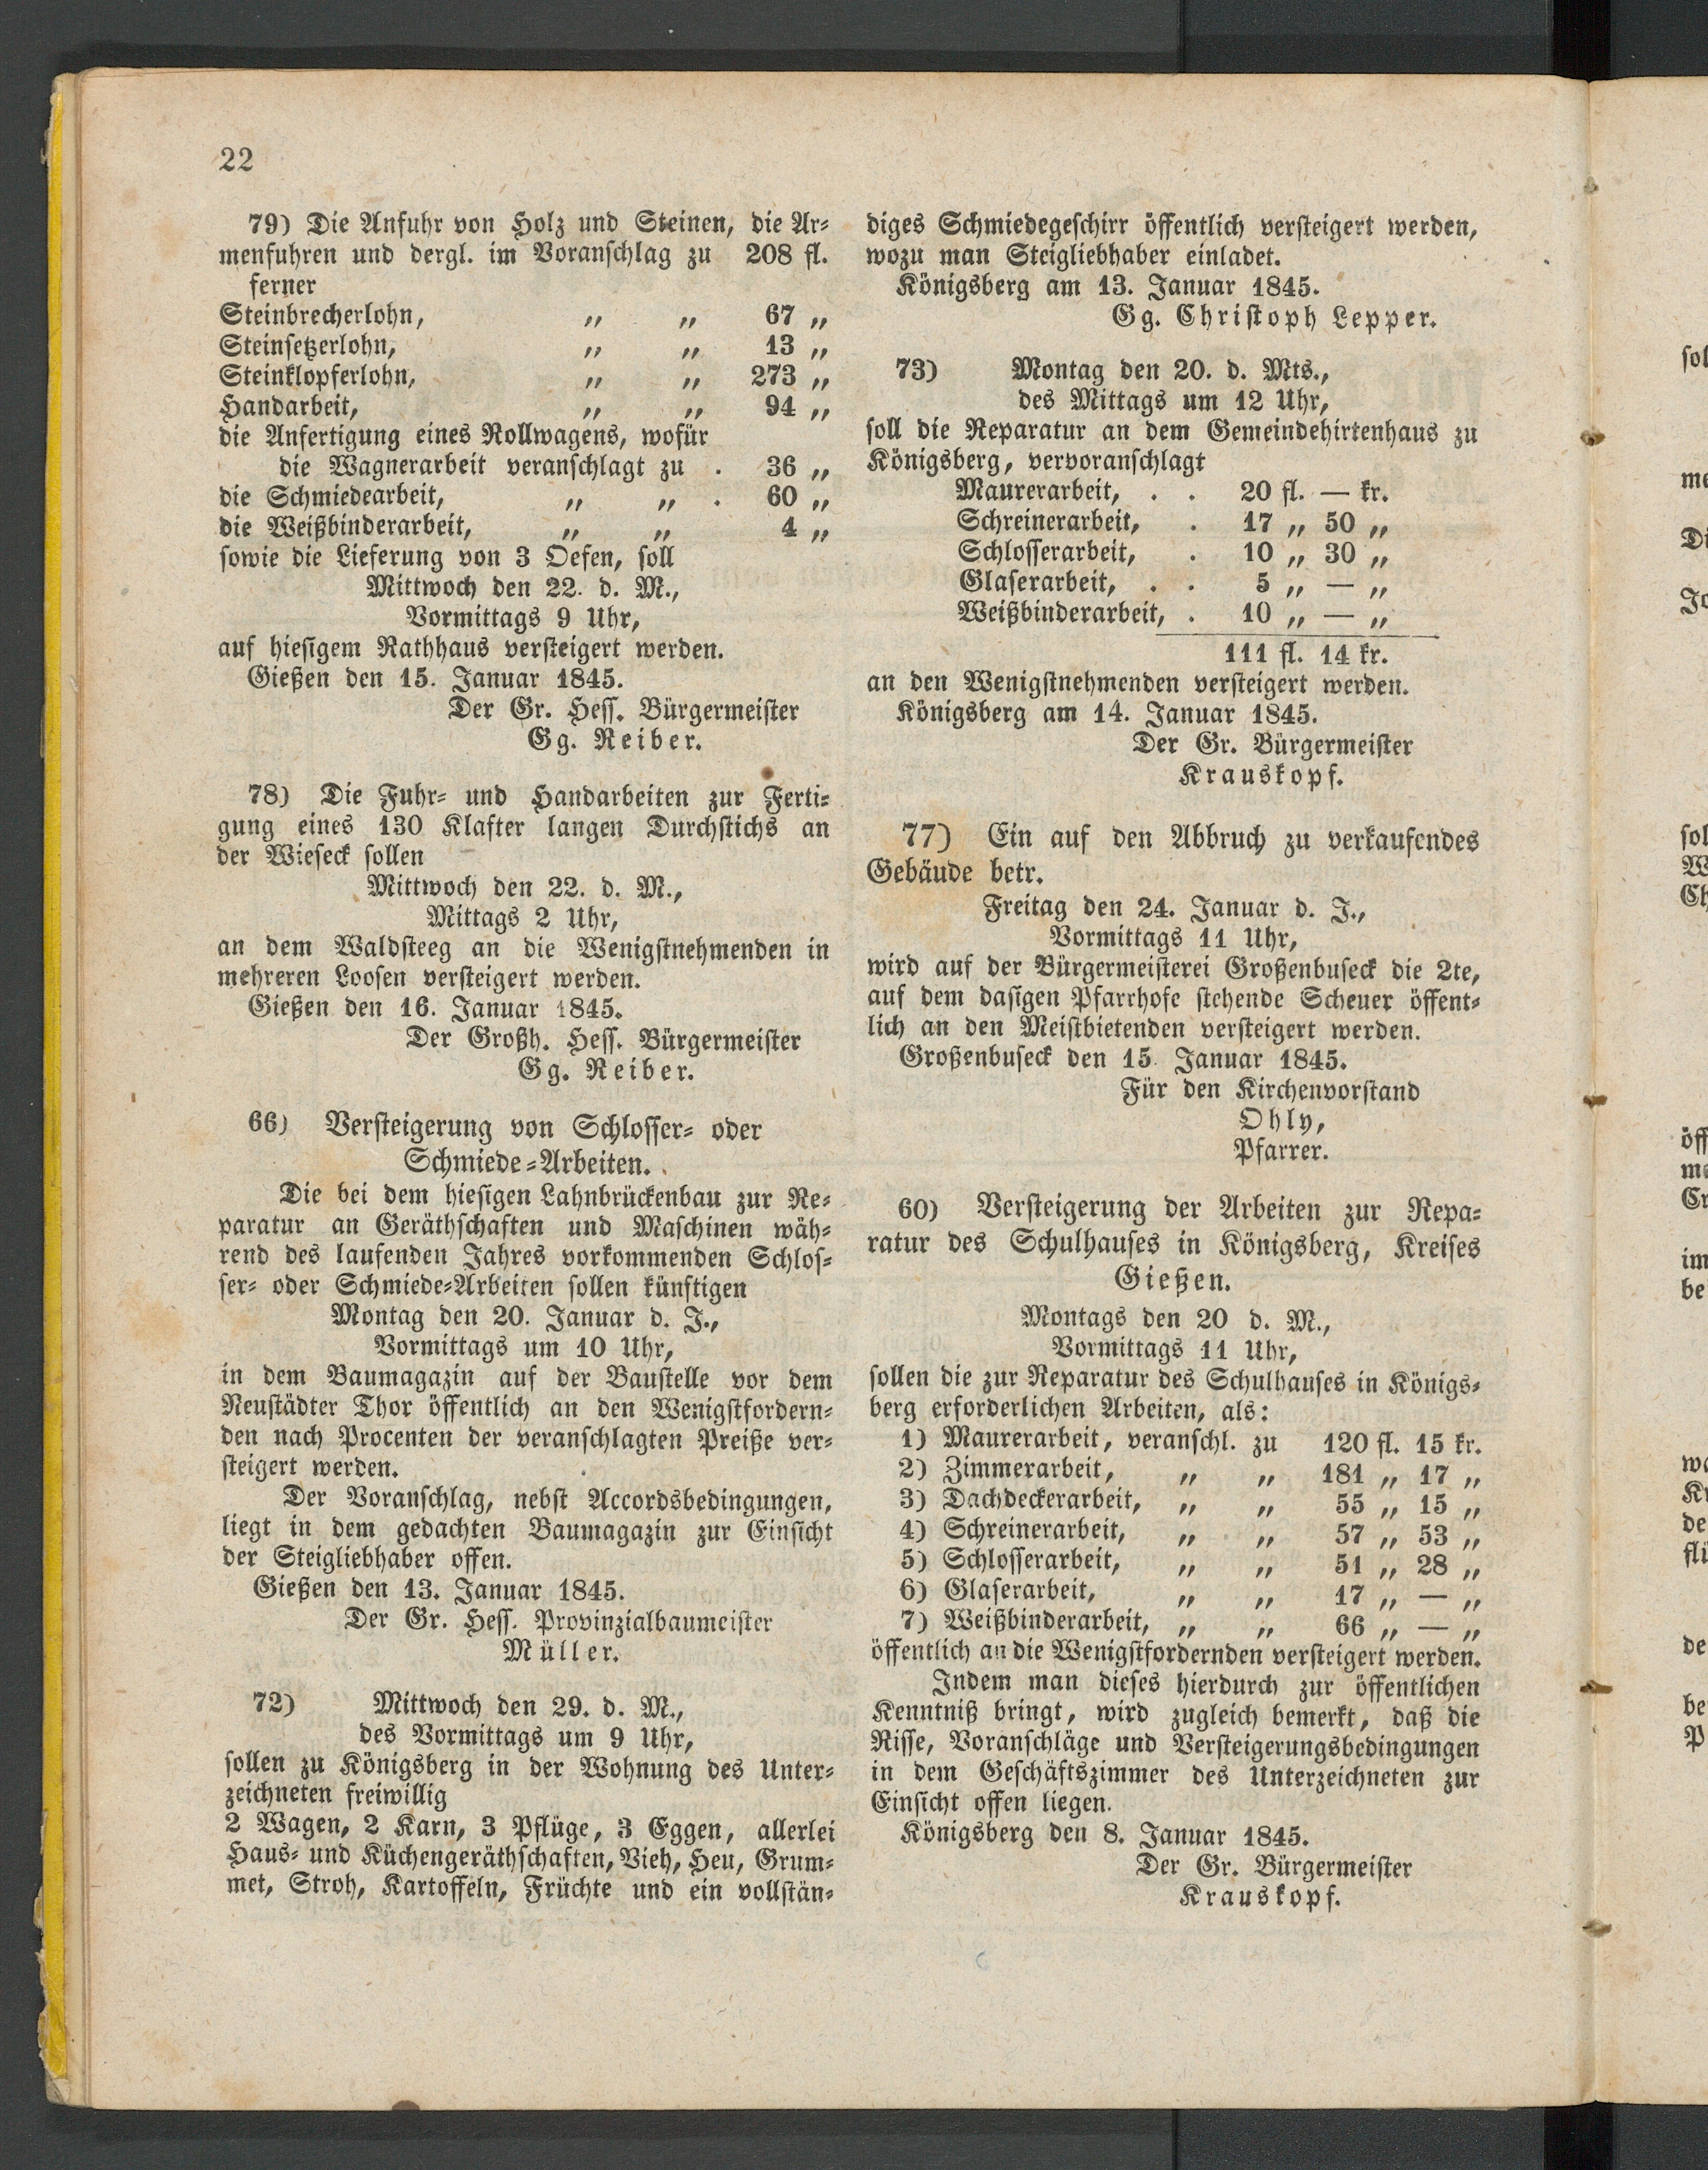 22
79) Die Anfuhr von Holz und Steinen, die Ar-
menfuhren und dergl. im Voranschlag zu 208 fl.
ferner
Steinbrecherlohn, „ „ 67 „
Steinsetzerlohn, „ „ 13 „
Steinklopferlohn, „ „ 273 „
Handarbeit, „ „ 94 „
die Anfertigung eines Rollwagens, wofür
die Wagnerarbeit veranschlagt zu . 36 „
die Schmiedearbeit, „ „ . 60 „
die Weißbinderarbeit, „ „ 4 „
sowie die Lieferung von 3 Oefen, soll
Mittwoch den 22. d. M.,
Vormittags 9 Uhr,
auf hiesigem Rathhaus versteigert werden.
Gießen den 15. Januar 1845.
Der Gr. Hess. Bürgermeister
Gg. Reiber.
78) Die Fuhr- und Handarbeiten zur Ferti-
gung eines 130 Klafter langen Durchstichs an
der Wieseck sollen
Mittwoch den 22. d. M.,
Mittags 2 Uhr,
an dem Waldsteeg an die Wenigstnehmenden in
mehreren Loosen versteigert werden.
Gießen den 16. Januar 1845.
Der Großh. Hess. Bürgermeister
Gg. Reiber.
66) Versteigerung von Schlosser- oder
Schmiede-Arbeiten.
Die bei dem hiesigen Lahnbrückenbau zur Re-
paratur an Geräthschaften und Maschinen wäh-
rend des laufenden Jahres vorkommenden Schlos-
ser- oder Schmiede-Arbeiten sollen künftigen
Montag den 20. Januar d. J.,
Vormittags um 10 Uhr,
in dem Baumagazin auf der Baustelle vor dem
Neustädter Thor öffentlich an den Wenigstfordern-
den nach Procenten der veranschlagten Preiße ver-
steigert werden.
Der Voranschlag, nebst Accordsbedingungen,
liegt in dem gedachten Baumagazin zur Einsicht
der Steigliebhaber offen.
Gießen den 13. Januar 1845.
Der Gr. Hess. Provinzialbaumeister
Müller.
72) Mittwoch den 29. d. M.,
des Vormittags um 9 Uhr,
sollen zu Königsberg in der Wohnung des Unter-
zeichneten freiwillig
2 Wagen, 2 Karn, 3 Pflüge, 3 Eggen, allerlei
Haus- und Küchengeräthschaften, Vieh, Heu, Grum-
met, Stroh, Kartoffeln, Früchte und ein vollstän-
diges Schmiedegeschirr öffentlich versteigert werden,
wozu man Steigliebhaber einladet.
Königsberg am 13. Januar 1845.
Gg. Christoph Lepper.
73) Montag den 20. d. Mts.,
des Mittags um 12 Uhr,
soll die Reparatur an dem Gemeindehirtenhaus zu
Königsberg, vervoranschlagt
Maurerarbeit, . . 20 fl. — kr.
Schreinerarbeit, . 17 „ 50 „
Schlosserarbeit, . 10 „ 30 „
Glaserarbeit, . . 5 „ — „
Weißbinderarbeit, . 10 „ — „
111 fl. 14 kr.
an den Wenigstnehmenden versteigert werden.
Königsberg am 14. Januar 1845.
Der Gr. Bürgermeister
Krauskopf.
77) Ein auf den Abbruch zu verkaufendes
Gebäude betr.
Freitag den 24. Januar d. J.,
Vormittags 11 Uhr,
wird auf der Bürgermeisterei Großenbuseck die 2te,
auf dem dasigen Pfarrhofe stehende Scheuer öffent-
lich an den Meistbietenden versteigert werden.
Großenbuseck den 15. Januar 1845.
Für den Kirchenvorstand
Ohly,
Pfarrer.
60) Versteigerung der Arbeiten zur Repa-
ratur des Schulhauses in Königsberg, Kreises
Gießen.
Montags den 20 d. M.,
Vormittags 11 Uhr,
sollen die zur Reparatur des Schulhauses in Königs-
berg erforderlichen Arbeiten, als:
1) Maurerarbeit, veranschl. zu 120 fl. 15 kr.
2) Zimmerarbeit, „ „ 181 „ 17 „
3) Dachdeckerarbeit, „ „ 55 „ 15 „
4) Schreinerarbeit, „ „ 57 „ 53 „
5) Schlosserarbeit, „ „ 51 „ 28 „
6) Glaserarbeit, „ „ 17 „ — „
7) Weißbinderarbeit, „ „ 66 „ — „
öffentlich an die Wenigstfordernden versteigert werden.
Indem man dieses hierdurch zur öffentlichen
Kenntniß bringt, wird zugleich bemerkt, daß die
Risse, Voranschläge und Versteigerungsbedingungen
in dem Geschäftszimmer des Unterzeichneten zur
Einsicht offen liegen.
Königsberg den 8. Januar 1845.
Der Gr. Bürgermeister
Krauskopf.